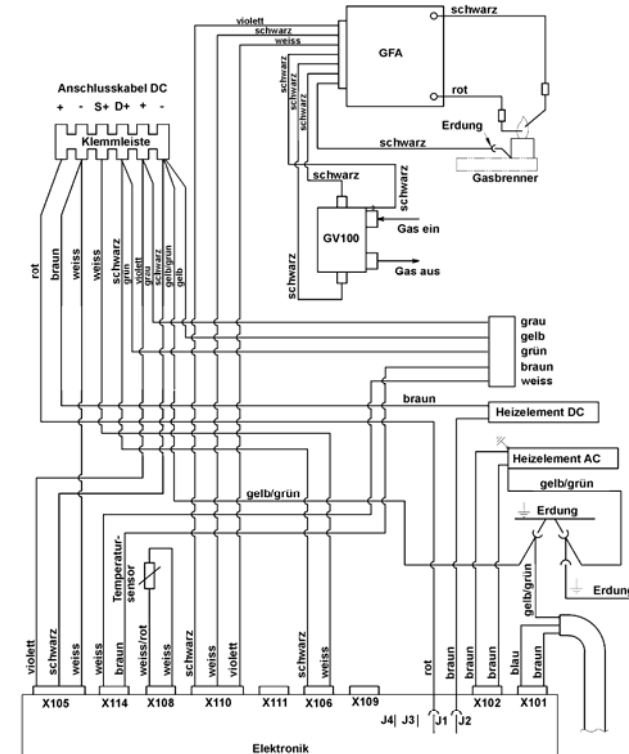 schwarz
violett
schwarz
weiss
GFA
Anschlusskabel DC
+ - S+ D+ + -
Klemmleiste
schwarz
schwarz
schwarz
rot
Erdung
schwarz
Gasbrenner
schwarz
schwarz
GV100
Gas ein
Gas aus
schwarz
rot
braun
weiss
weiss
schwarz
grün
violett
grau
schwarz
gelb/grün
gelb
grau
gelb
grün
braun
weiss
braun
Heizelement DC
Heizelement AC
gelb/grün
gelb/grün
Erdung
Erdung
gelb/grün
Temperatur-
sensor
violett
schwarz
weiss
weiss
braun
weiss/rot
weiss
schwarz
weiss
violett
schwarz
weiss
rot
braun
braun
braun
blau
braun
X105 X114 X108 X110 X111 X106 X109 X102 X101
J4| J3| J1 J2
Elektronik